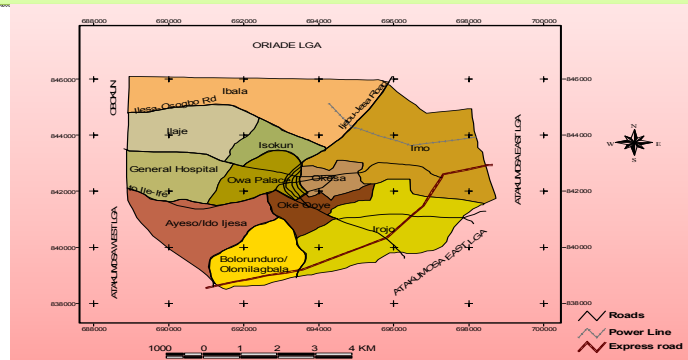 688000 690000 692000 694000 696000 698000 700000
ORIADE LGA
846000 846000
OBOKUN
Ibala
Ilesa-Osogbo Rd
Ijebu-Jesa Road
ATAKUMOSA EAST LGA
844000 844000
Ilaje
Isokun
Imo
N
W E
S
General Hospital
Owa Palace
Okesa
842000 842000
to Ife-Ire
Oke Ooye
ATAKUMOSA WEST LGA
Ayeso/Ido Ijesa
Irojo
840000 840000
Bolorunduro/
Olomilagbala
ATAKUMOSA EAST LGA
838000 838000
688000 690000 692000 694000 696000 698000 700000
Roads
Power Line
Express road
1000 0 1 2 3 4 KM